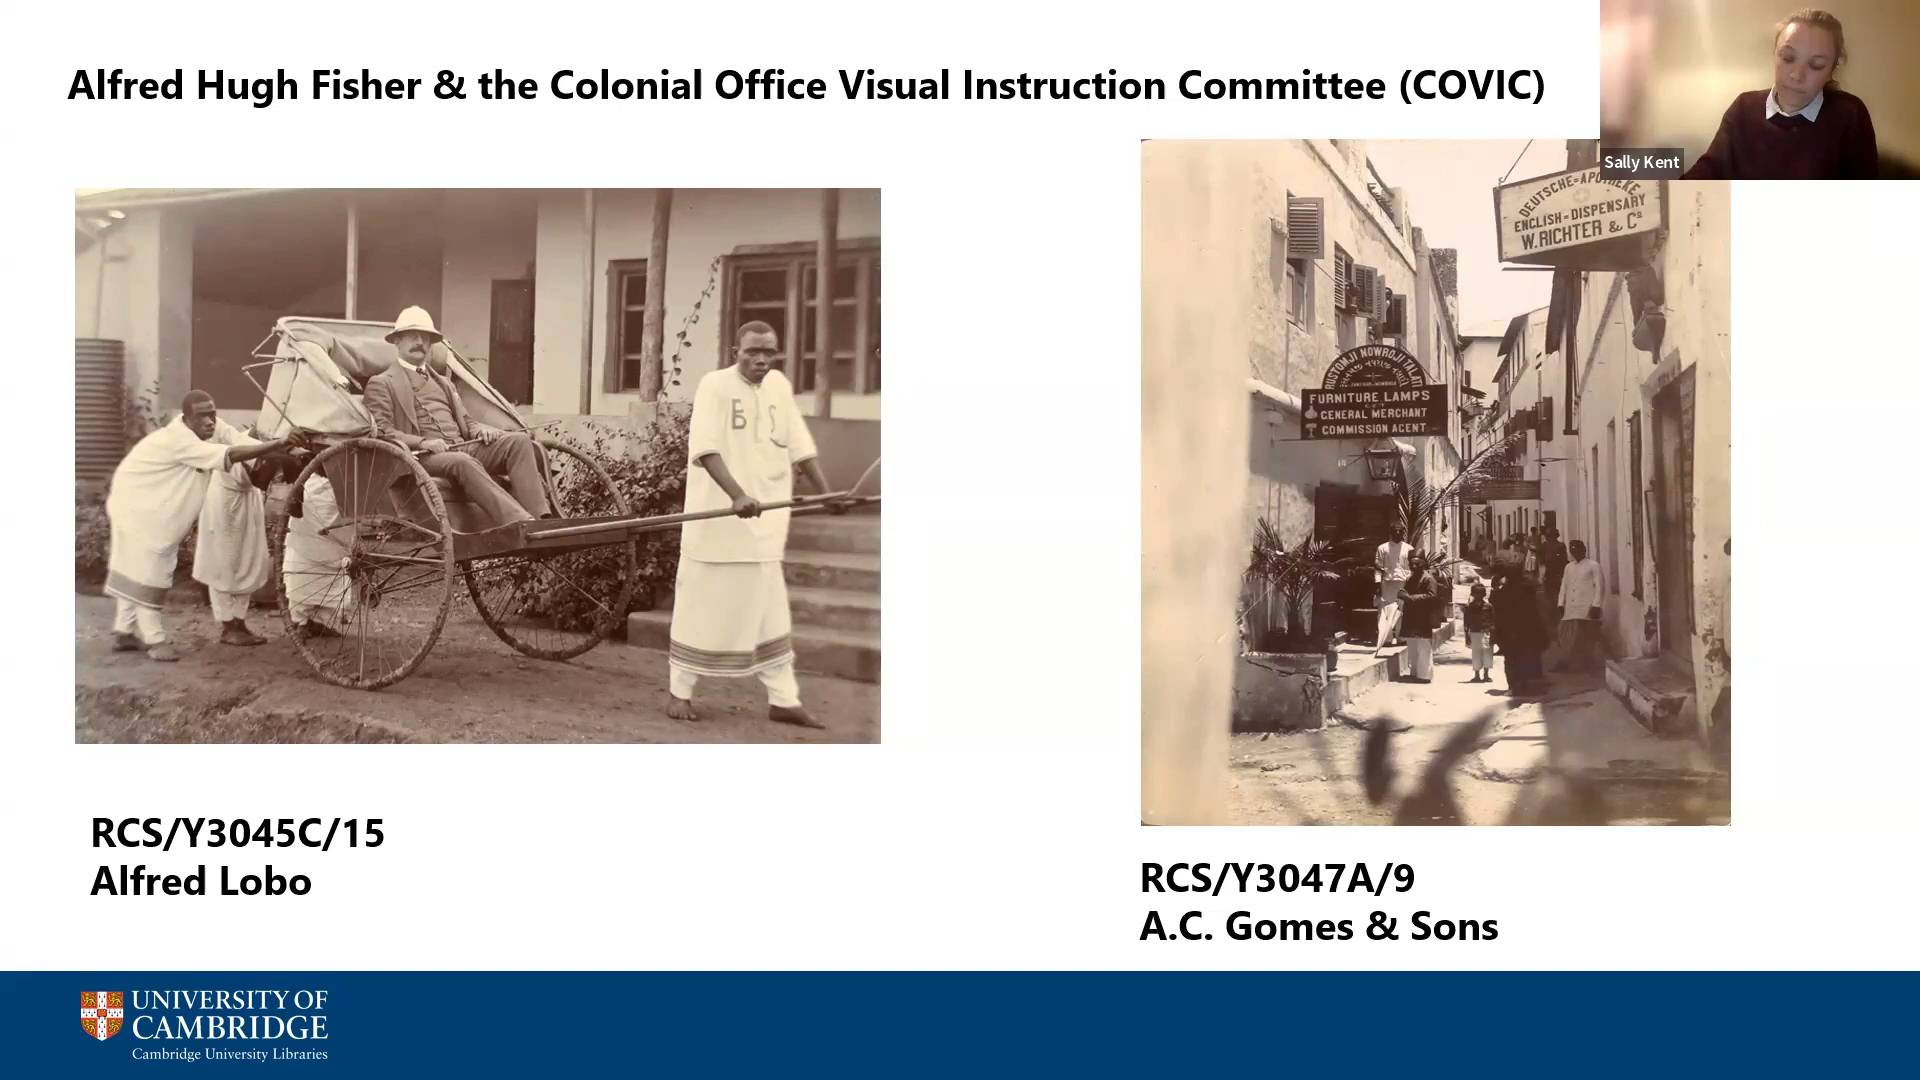 Alfred Hugh Fisher & the Colonial Office Visual Instruction Committee (COVIC)
Sally Kent
B I S
DEUTSCHE=APOTHEKE
ENGLISH=DISPENSARY
W. RICHTER & Co
RUSTOMJI NOWROJI TALATI
FURNITURE LAMPS
GENERAL MERCHANT
COMMISSION AGENT
RCS/Y3045C/15
Alfred Lobo
RCS/Y3047A/9
A.C. Gomes & Sons
UNIVERSITY OF
CAMBRIDGE
Cambridge University Libraries